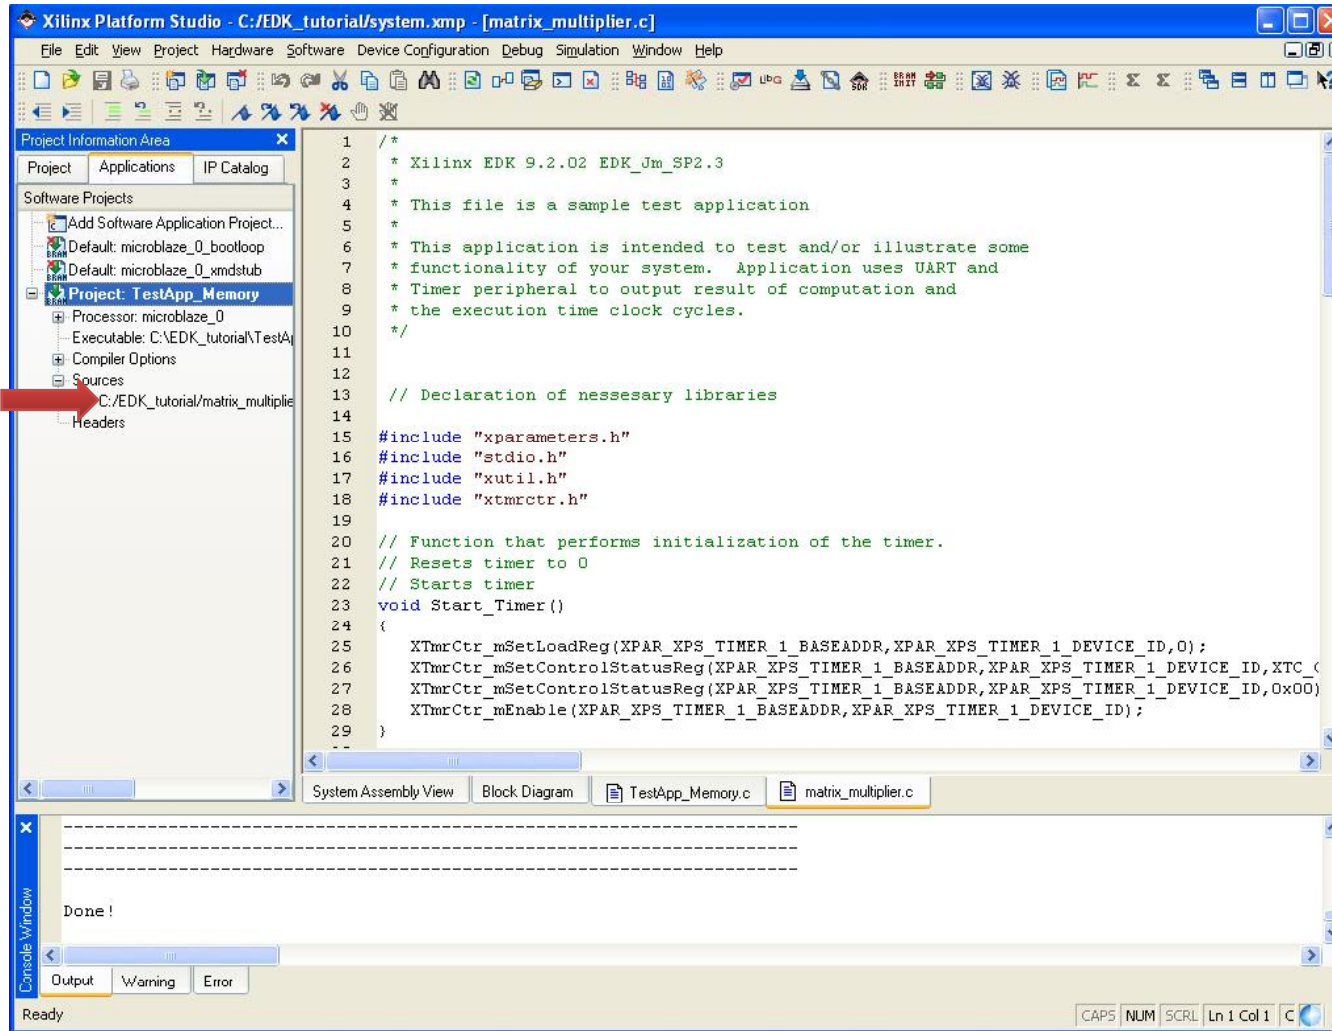 Xilinx Platform Studio - C:/EDK_tutorial/system.xmp - [matrix_multiplier.c]
File Edit View Project Hardware Software Device Configuration Debug Simulation Window Help
Project Information Area
Project Applications IP Catalog
Software Projects
Add Software Application Project...
Default: microblaze_0_bootloop
Default: microblaze_0_xmdstub
Project: TestApp_Memory
Processor: microblaze_0
Executable: C:\EDK_tutorial\TestA
Compiler Options
Sources
C:/EDK_tutorial/matrix_multiplie
Headers
1 /*
2 * Xilinx EDK 9.2.02 EDK_Jm_SP2.3
3 *
4 * This file is a sample test application
5 *
6 * This application is intended to test and/or illustrate some
7 * functionality of your system. Application uses UART and
8 * Timer peripheral to output result of computation and
9 * the execution time clock cycles.
10 */
11
12
13 // Declaration of nessesary libraries
14
15 #include "xparameters.h"
16 #include "stdio.h"
17 #include "xutil.h"
18 #include "xtmrctr.h"
19
20 // Function that performs initialization of the timer.
21 // Resets timer to 0
22 // Starts timer
23 void Start_Timer()
24 {
25 XTmrCtr_mSetLoadReg(XPAR_XPS_TIMER_1_BASEADDR,XPAR_XPS_TIMER_1_DEVICE_ID,0);
26 XTmrCtr_mSetControlStatusReg(XPAR_XPS_TIMER_1_BASEADDR,XPAR_XPS_TIMER_1_DEVICE_ID,XTC_
27 XTmrCtr_mSetControlStatusReg(XPAR_XPS_TIMER_1_BASEADDR,XPAR_XPS_TIMER_1_DEVICE_ID,0x00)
28 XTmrCtr_mEnable(XPAR_XPS_TIMER_1_BASEADDR,XPAR_XPS_TIMER_1_DEVICE_ID);
29 }
System Assembly View Block Diagram TestApp_Memory.c matrix_multiplier.c
Console Window
Done!
Output Warning Error
Ready
CAPS NUM SCRL Ln 1 Col 1 C